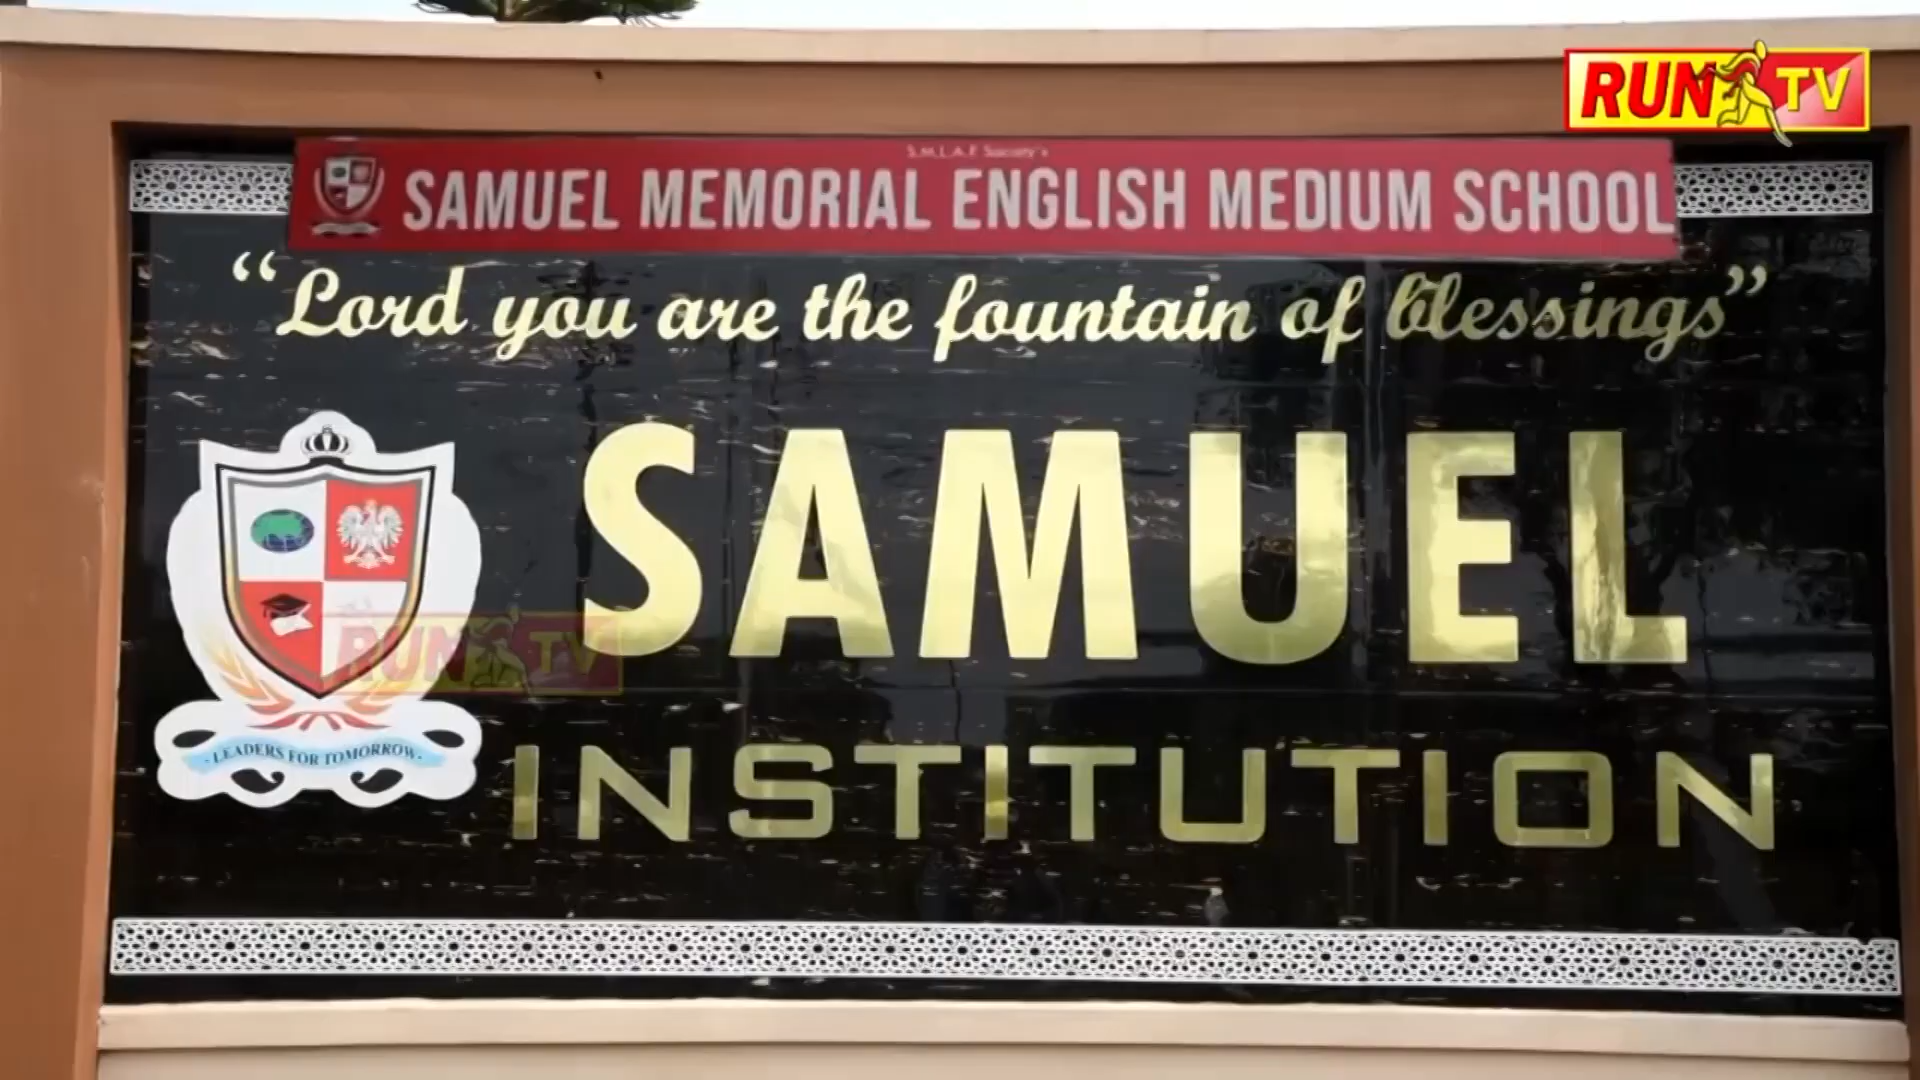 RUN TV
SAMUEL MEMORIAL ENGLISH MEDIUM SCHOOL
“Lord you are the fountain of blessings”
SAMUEL
RUN TV
- LEADERS FOR TOMORROW -
INSTITUTION